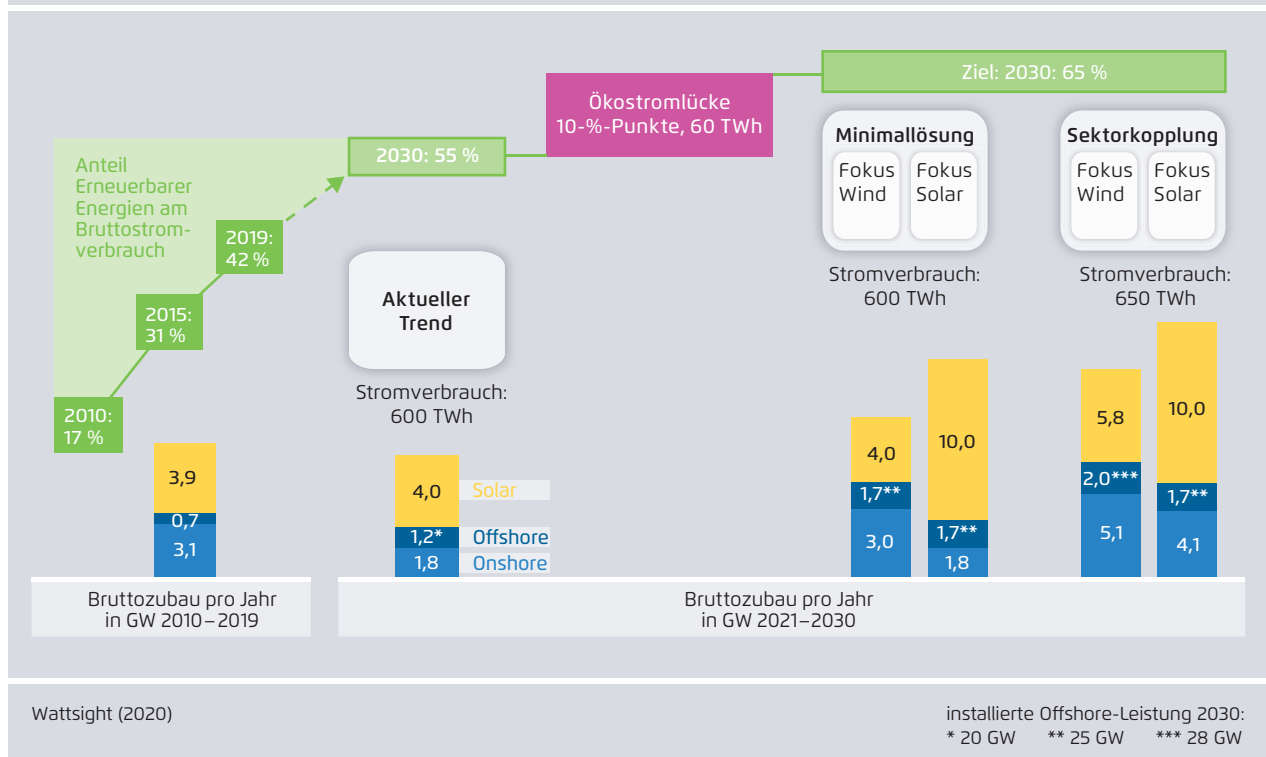 Ziel: 2030: 65 %
Ökostromlücke
10-%-Punkte, 60 TWh
Anteil
Erneuerbarer
Energien am
Bruttostrom-
verbrauch
2030: 55 %
2019:
42 %
2015:
31 %
2010:
17 %
Aktueller
Trend
Stromverbrauch:
600 TWh
Minimallösung
Fokus
Wind
Fokus
Solar
Stromverbrauch:
600 TWh
Sektorkopplung
Fokus
Wind
Fokus
Solar
Stromverbrauch:
650 TWh
3,9
0,7
3,1
4,0
1,2*
1,8
Solar
Offshore
Onshore
4,0
1,7**
3,0
10,0
1,7**
1,8
5,8
2,0***
5,1
10,0
1,7**
4,1
Bruttozubau pro Jahr
in GW 2010–2019
Bruttozubau pro Jahr
in GW 2021–2030
Wattsight (2020)
installierte Offshore-Leistung 2030:
* 20 GW ** 25 GW *** 28 GW